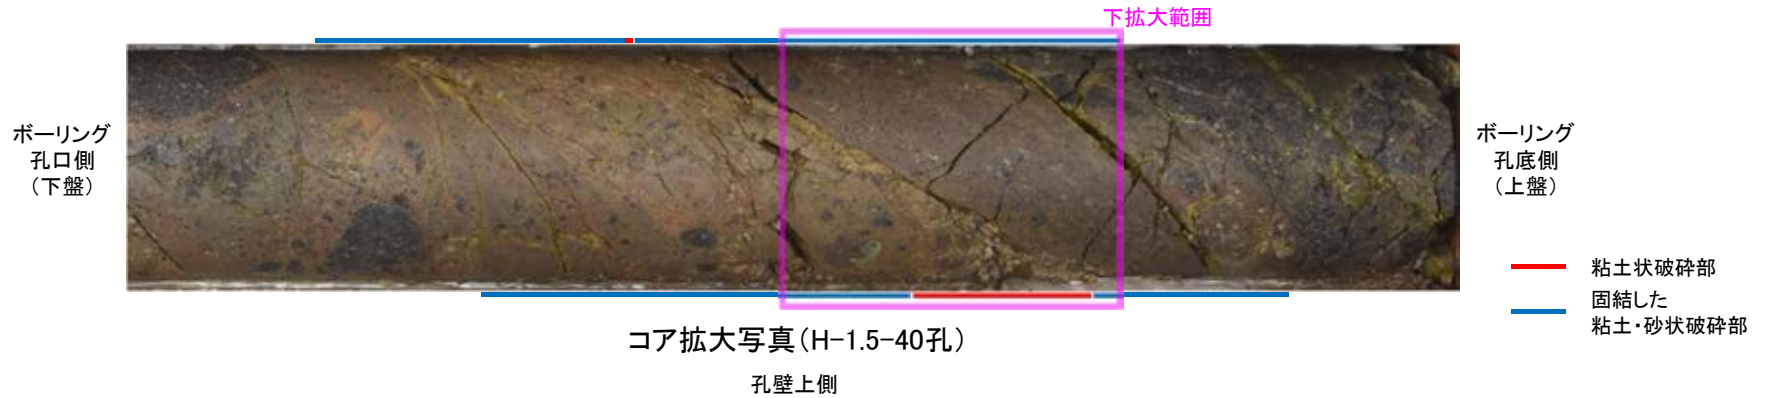 下拡大範囲
ボーリング
孔口側
（下盤）
ボーリング
孔底側
（上盤）
粘土状破砕部
固結した
粘土・砂状破砕部
コア拡大写真（H-1.5-40孔）
孔壁上側